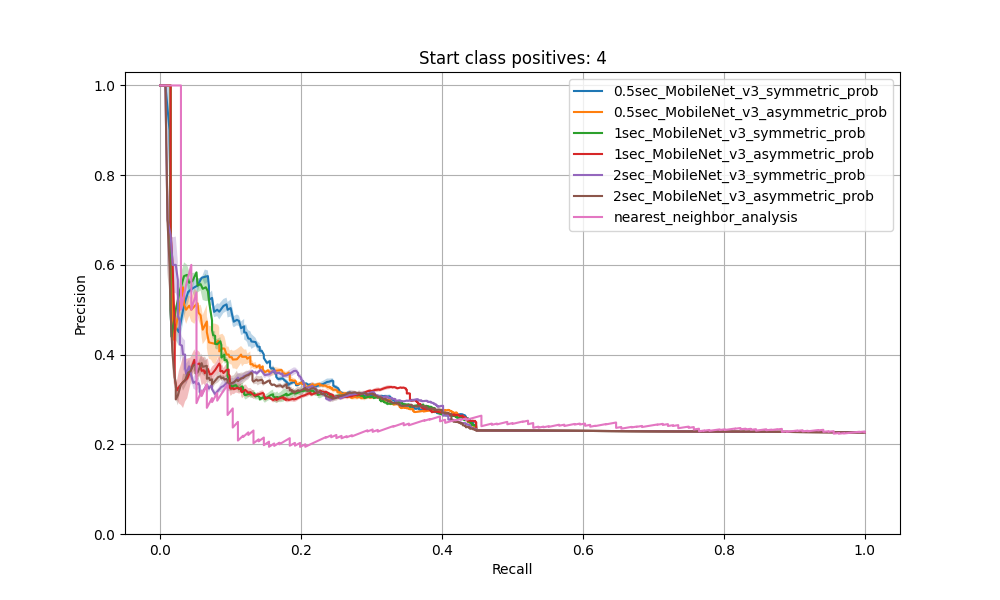 Start class positives: 4
1.0
0.8
0.6
0.4
0.2
0.0
Precision
0.5sec_MobileNet_v3_symmetric_prob
0.5sec_MobileNet_v3_asymmetric_prob
1sec_MobileNet_v3_symmetric_prob
1sec_MobileNet_v3_asymmetric_prob
2sec_MobileNet_v3_symmetric_prob
2sec_MobileNet_v3_asymmetric_prob
nearest_neighbor_analysis
0.0 0.2 0.4 0.6 0.8 1.0
Recall